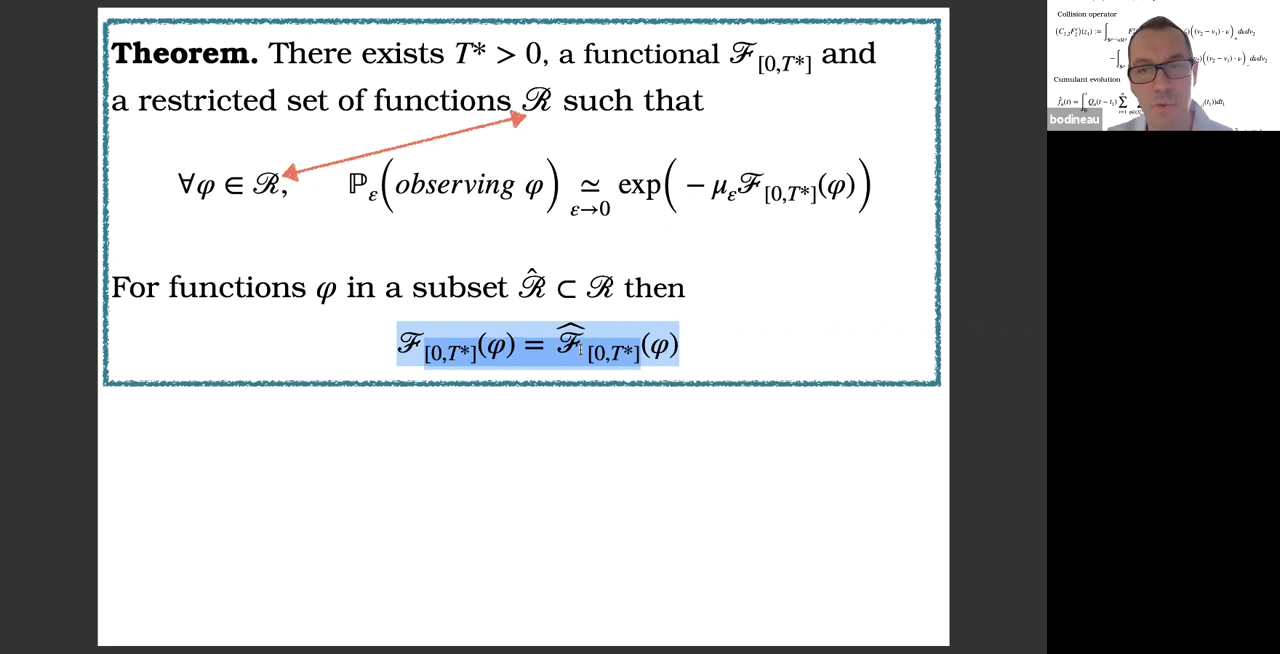 Theorem. There exists T* > 0, a functional ℱ[0,T*] and
a restricted set of functions ℛ such that
∀φ ∈ ℛ, ℙε(observing φ) ≃ε→0 exp(−μεℱ[0,T*](φ))
For functions φ in a subset ℛ̂ ⊂ ℛ then
ℱ[0,T*](φ) = ℱ̂[0,T*](φ)
Collision operator
Cumulant evolution
bodineau